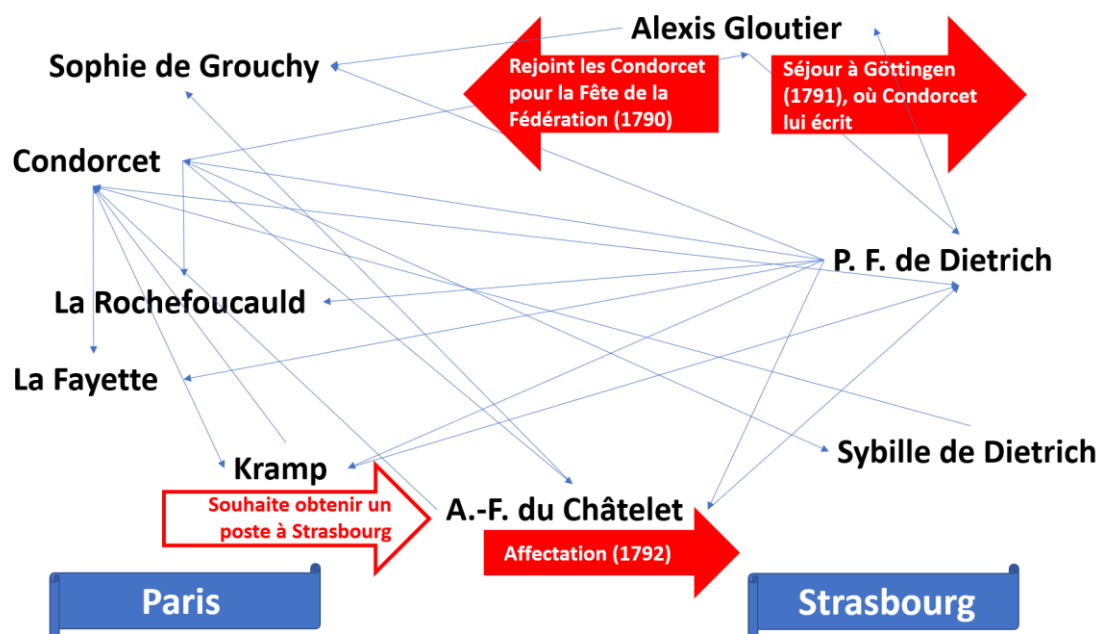 Alexis Gloutier
Sophie de Grouchy
Rejoint les Condorcet
pour la Fête de la
Fédération (1790)
Séjour à Göttingen
(1791), où Condorcet
lui écrit
Condorcet
P. F. de Dietrich
La Rochefoucauld
La Fayette
Sybille de Dietrich
Kramp
Souhaite obtenir un
poste à Strasbourg
A.-F. du Châtelet
Affectation (1792)
Paris
Strasbourg